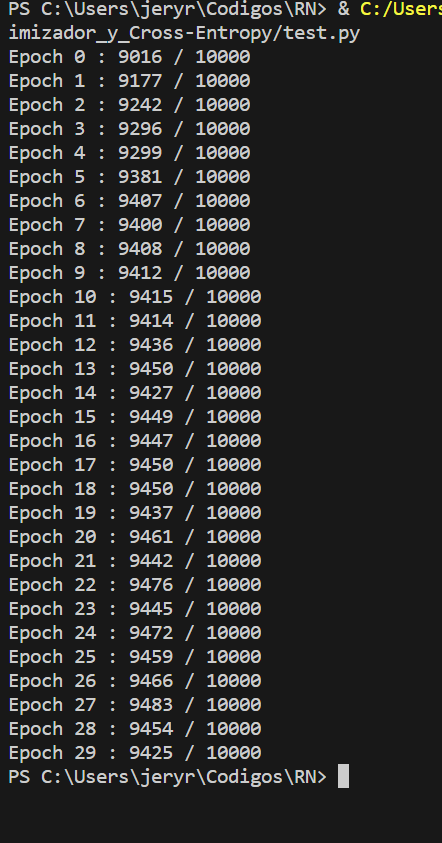 PS C:\Users\jeryr\Codigos\RN> & C:/Users
imizador_y_Cross-Entropy/test.py
Epoch 0 : 9016 / 10000
Epoch 1 : 9177 / 10000
Epoch 2 : 9242 / 10000
Epoch 3 : 9296 / 10000
Epoch 4 : 9299 / 10000
Epoch 5 : 9381 / 10000
Epoch 6 : 9407 / 10000
Epoch 7 : 9400 / 10000
Epoch 8 : 9408 / 10000
Epoch 9 : 9412 / 10000
Epoch 10 : 9415 / 10000
Epoch 11 : 9414 / 10000
Epoch 12 : 9436 / 10000
Epoch 13 : 9450 / 10000
Epoch 14 : 9427 / 10000
Epoch 15 : 9449 / 10000
Epoch 16 : 9447 / 10000
Epoch 17 : 9450 / 10000
Epoch 18 : 9450 / 10000
Epoch 19 : 9437 / 10000
Epoch 20 : 9461 / 10000
Epoch 21 : 9442 / 10000
Epoch 22 : 9476 / 10000
Epoch 23 : 9445 / 10000
Epoch 24 : 9472 / 10000
Epoch 25 : 9459 / 10000
Epoch 26 : 9466 / 10000
Epoch 27 : 9483 / 10000
Epoch 28 : 9454 / 10000
Epoch 29 : 9425 / 10000
PS C:\Users\jeryr\Codigos\RN>